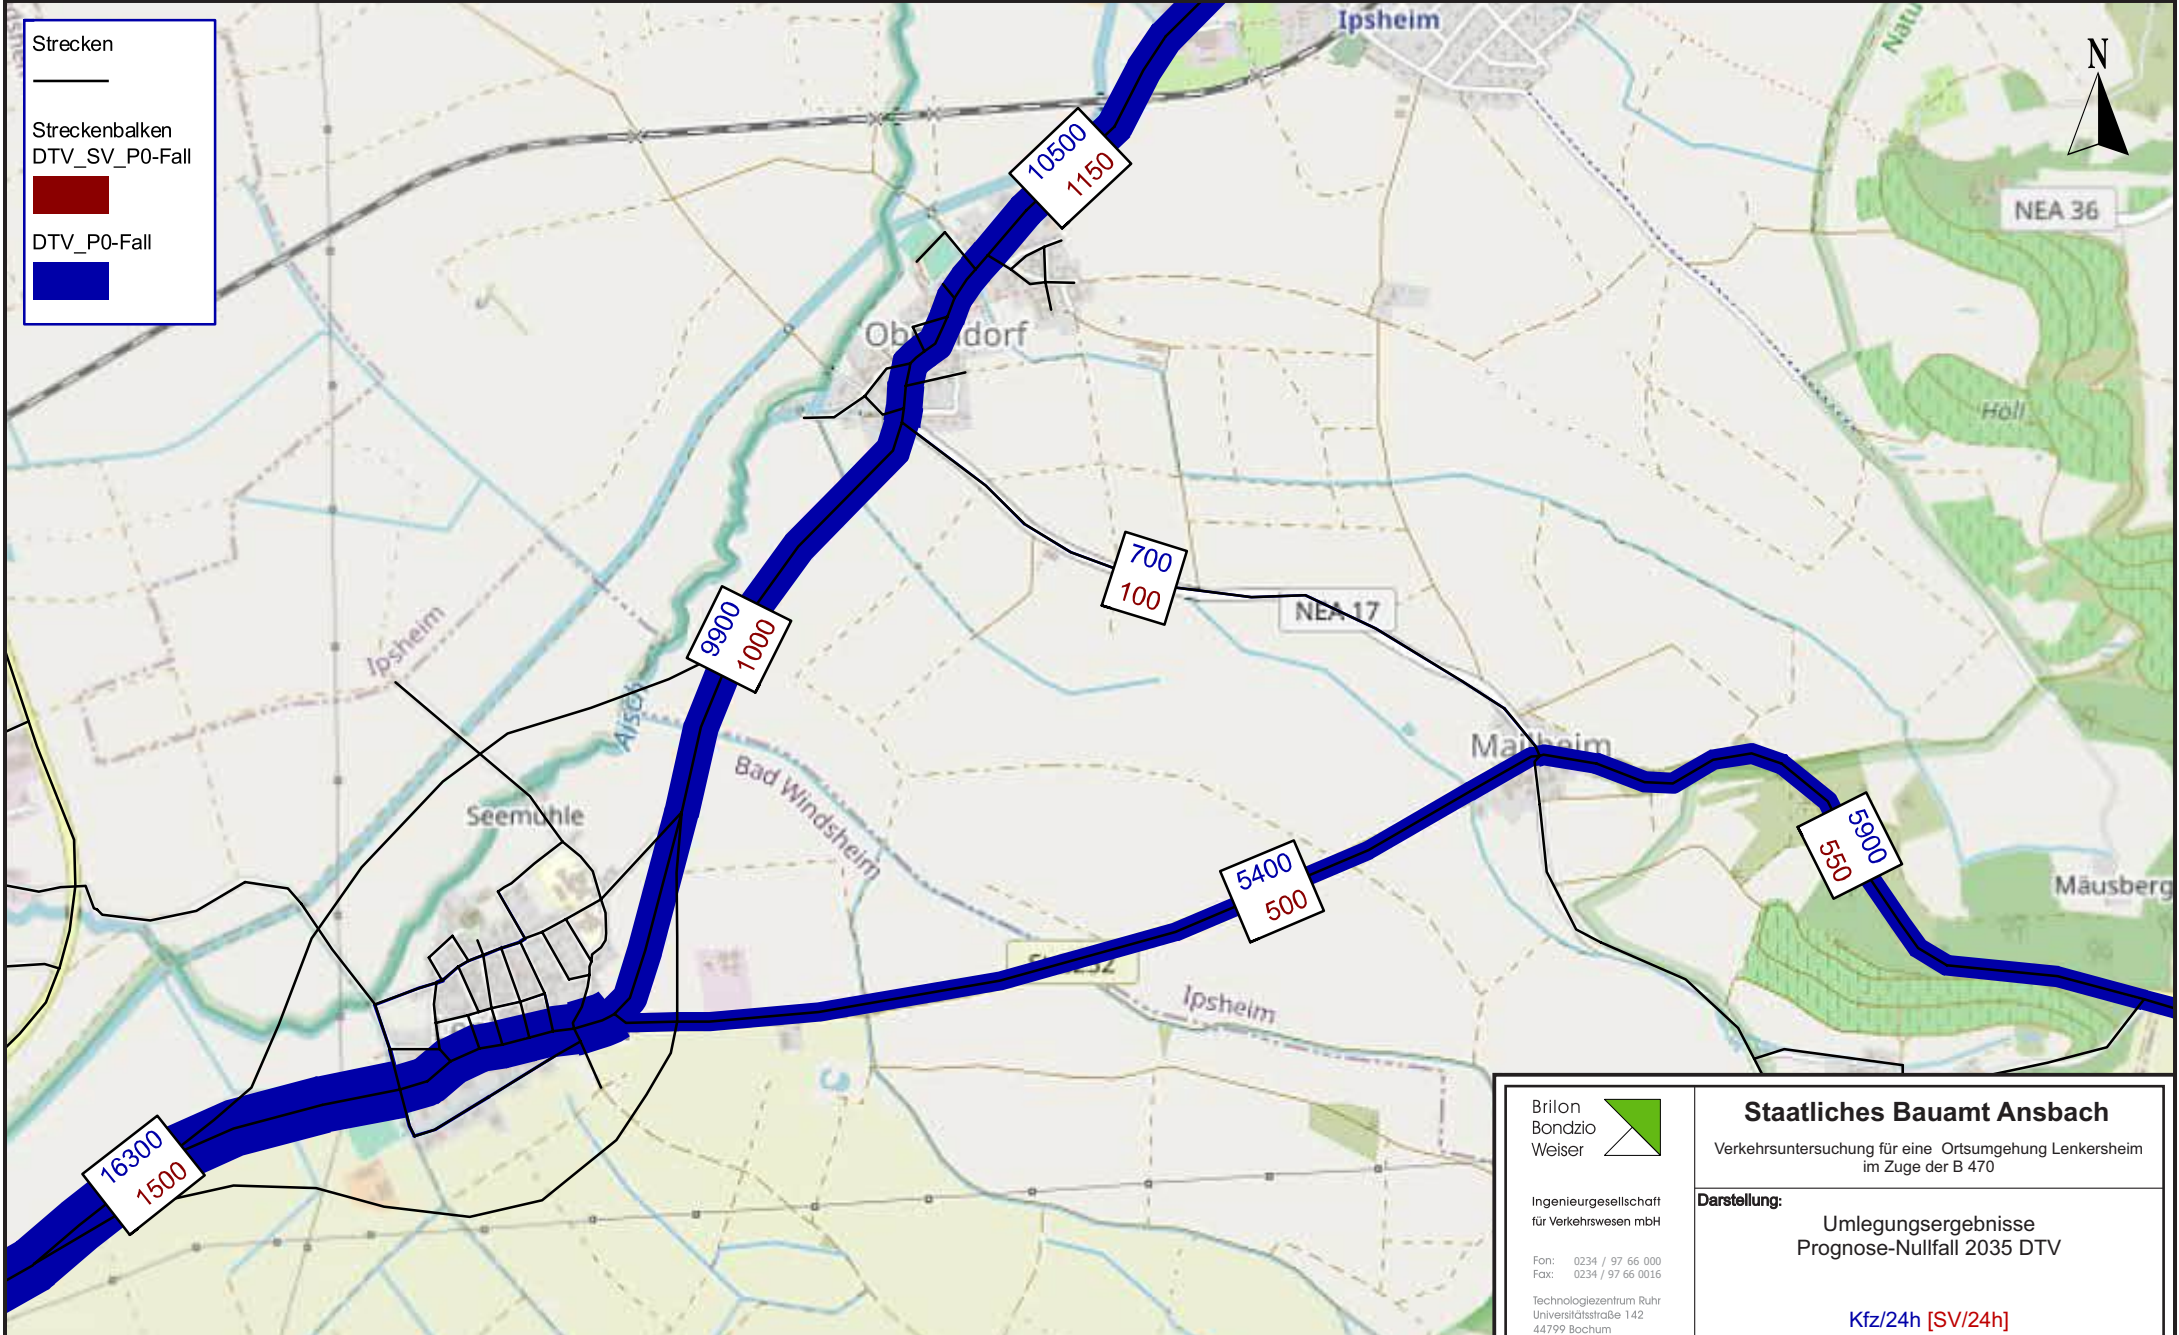 Strecken
Streckenbalken
DTV_SV_P0-Fall
DTV_P0-Fall
Ipsheim
Natu
N
NEA 36
10500
1150
Höll
700
100
NEA 17
9900
1000
Ipsheim
Aisch
Bad Windsheim
Seemühle
Mailheim
5400
500
5900
550
Mäusberg
Ipsheim
16300
1500
Brilon
Bondzio
Weiser
Ingenieurgesellschaft
für Verkehrswesen mbH
Fon: 0234 / 97 66 000
Fax: 0234 / 97 66 0016
Technologiezentrum Ruhr
Universitätsstraße 142
44799 Bochum
Staatliches Bauamt Ansbach
Verkehrsuntersuchung für eine Ortsumgehung Lenkersheim
im Zuge der B 470
Darstellung:
Umlegungsergebnisse
Prognose-Nullfall 2035 DTV
Kfz/24h [SV/24h]